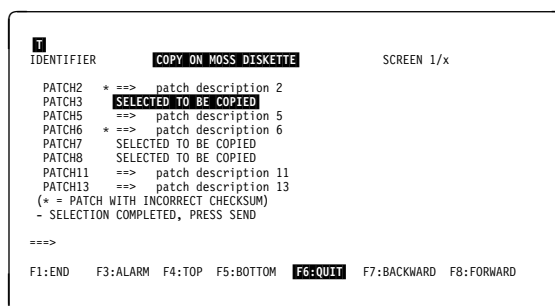 T
IDENTIFIER COPY ON MOSS DISKETTE SCREEN 1/x
PATCH2 * ==> patch description 2
PATCH3 SELECTED TO BE COPIED
PATCH5 ==> patch description 5
PATCH6 * ==> patch description 6
PATCH7 SELECTED TO BE COPIED
PATCH8 SELECTED TO BE COPIED
PATCH11 ==> patch description 11
PATCH13 ==> patch description 13
(* = PATCH WITH INCORRECT CHECKSUM)
- SELECTION COMPLETED, PRESS SEND
===>
F1:END F3:ALARM F4:TOP F5:BOTTOM F6:QUIT F7:BACKWARD F8:FORWARD